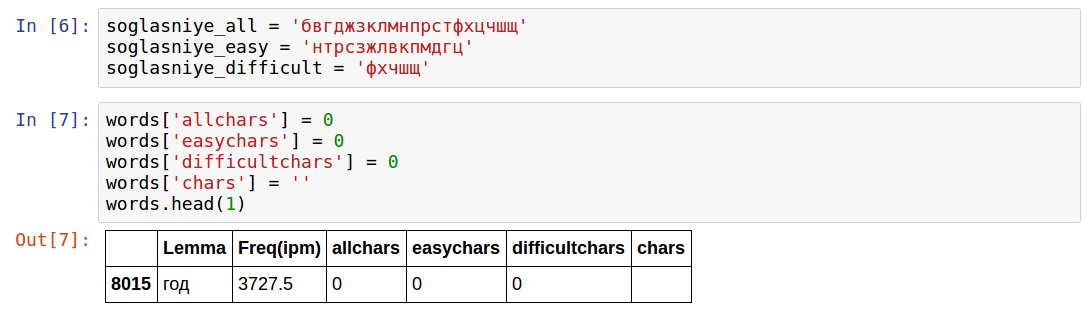 In [6]: soglasniye_all = 'бвгджзклмнпрстфхцчшщ'
soglasniye_easy = 'нтрсзжлвкпмдгц'
soglasniye_difficult = 'фхчшщ'
In [7]: words['allchars'] = 0
words['easychars'] = 0
words['difficultchars'] = 0
words['chars'] = ''
words.head(1)
Out[7]:
Lemma Freq(ipm) allchars easychars difficultchars chars
8015 год 3727.5 0 0 0